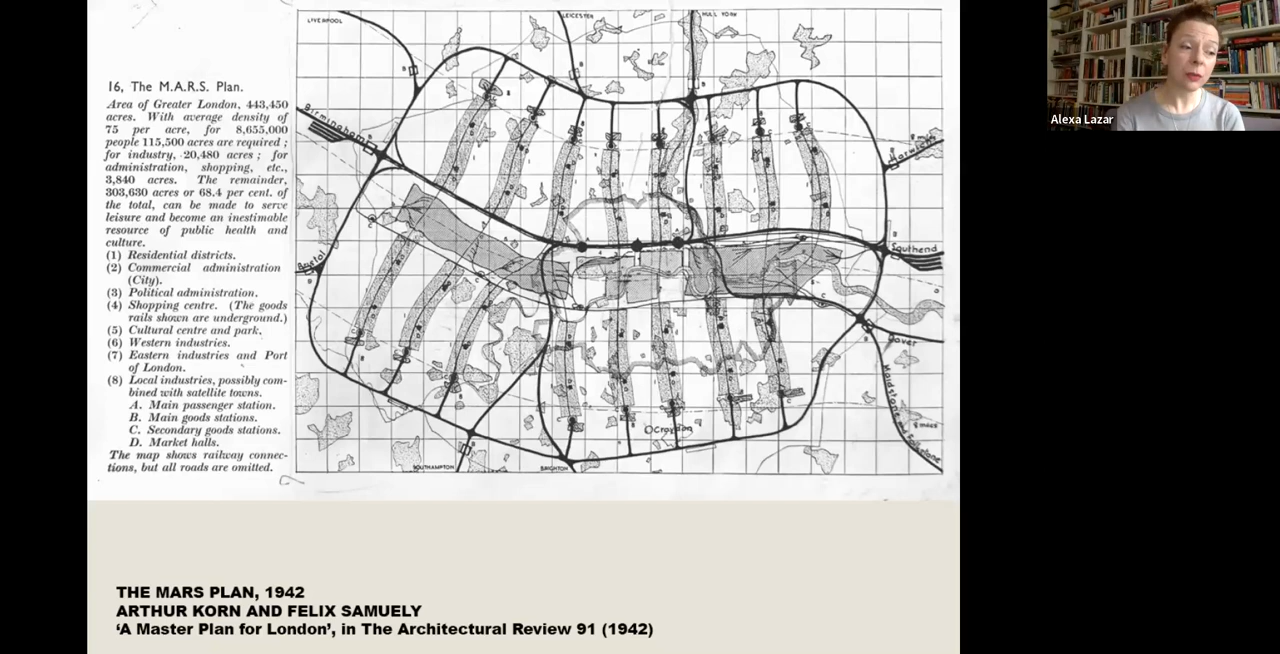 16, The M.A.R.S. Plan.
Area of Greater London, 443,450
acres. With average density of
75 per acre, for 8,655,000
people 115,500 acres are required ;
for industry, 20,480 acres ; for
administration, shopping, etc.,
3,840 acres. The remainder,
303,630 acres or 68.4 per cent. of
the total, can be made to serve
leisure and become an inestimable
resource of public health and
culture.
(1) Residential districts.
(2) Commercial administration
(City).
(3) Political administration.
(4) Shopping centre. (The goods
rails shown are underground.)
(5) Cultural centre and park.
(6) Western industries.
(7) Eastern industries and Port
of London.
(8) Local industries, possibly com-
bined with satellite towns.
A. Main passenger station.
B. Main goods stations.
C. Secondary goods stations.
D. Market halls.
The map shows railway connec-
tions, but all roads are omitted.
LIVERPOOL
LEICESTER
HULL YORK
Birmingham
Harwich
Bristol
Southend
Dover
Croydon
SOUTHAMPTON
BRIGHTON
THE MARS PLAN, 1942
ARTHUR KORN AND FELIX SAMUELY
‘A Master Plan for London’, in The Architectural Review 91 (1942)
Alexa Lazar